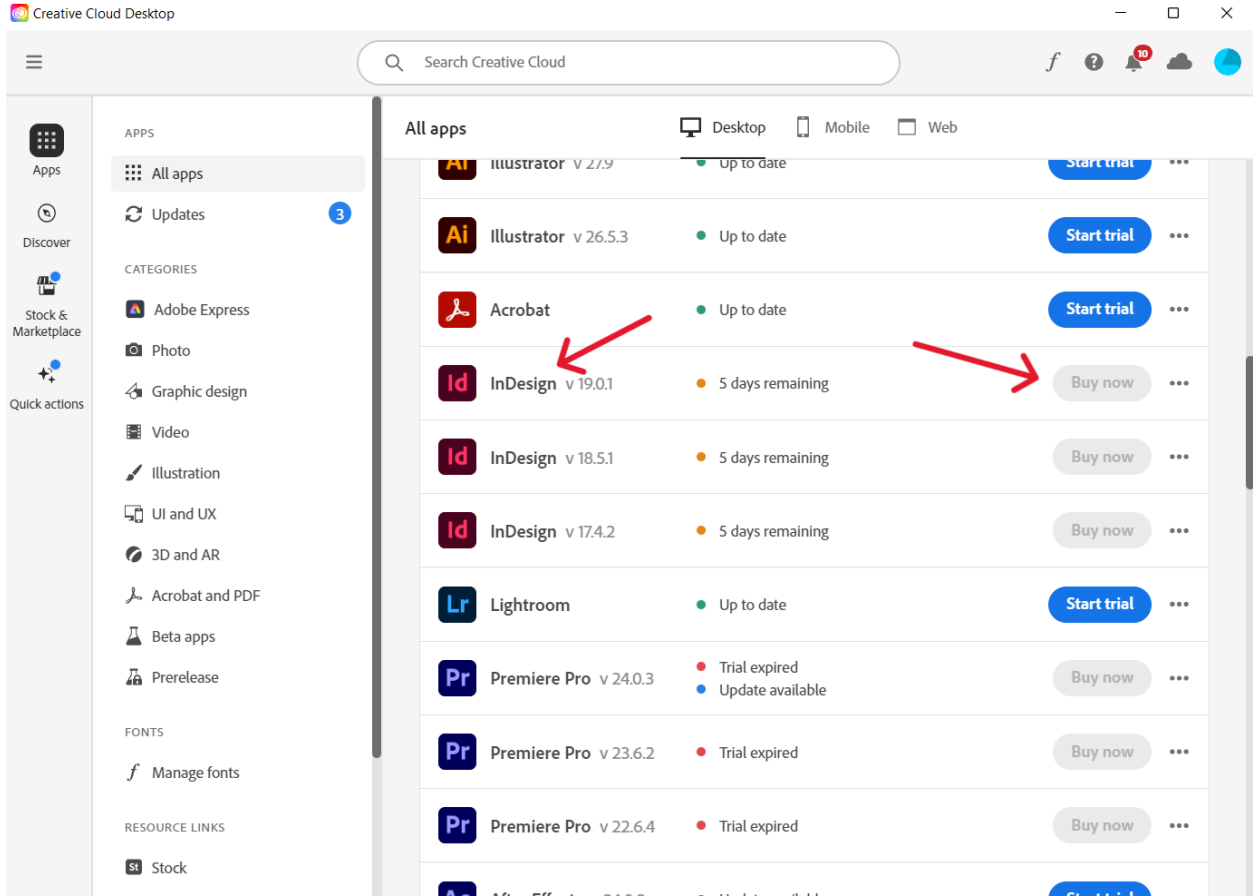 Creative Cloud Desktop
Search Creative Cloud
10
Apps
Discover
Stock &
Marketplace
Quick actions
APPS
All apps
Updates 3
CATEGORIES
Adobe Express
Photo
Graphic design
Video
Illustration
UI and UX
3D and AR
Acrobat and PDF
Beta apps
Prerelease
FONTS
Manage fonts
RESOURCE LINKS
St Stock
All apps Desktop Mobile Web
Ai Illustrator v 27.9 Up to date Start trial
Ai Illustrator v 26.5.3 Up to date Start trial
Acrobat Up to date Start trial
Id InDesign v 19.0.1 5 days remaining Buy now
Id InDesign v 18.5.1 5 days remaining Buy now
Id InDesign v 17.4.2 5 days remaining Buy now
Lr Lightroom Up to date Start trial
Pr Premiere Pro v 24.0.3 Trial expired Buy now
Update available
Pr Premiere Pro v 23.6.2 Trial expired Buy now
Pr Premiere Pro v 22.6.4 Trial expired Buy now
Start trial